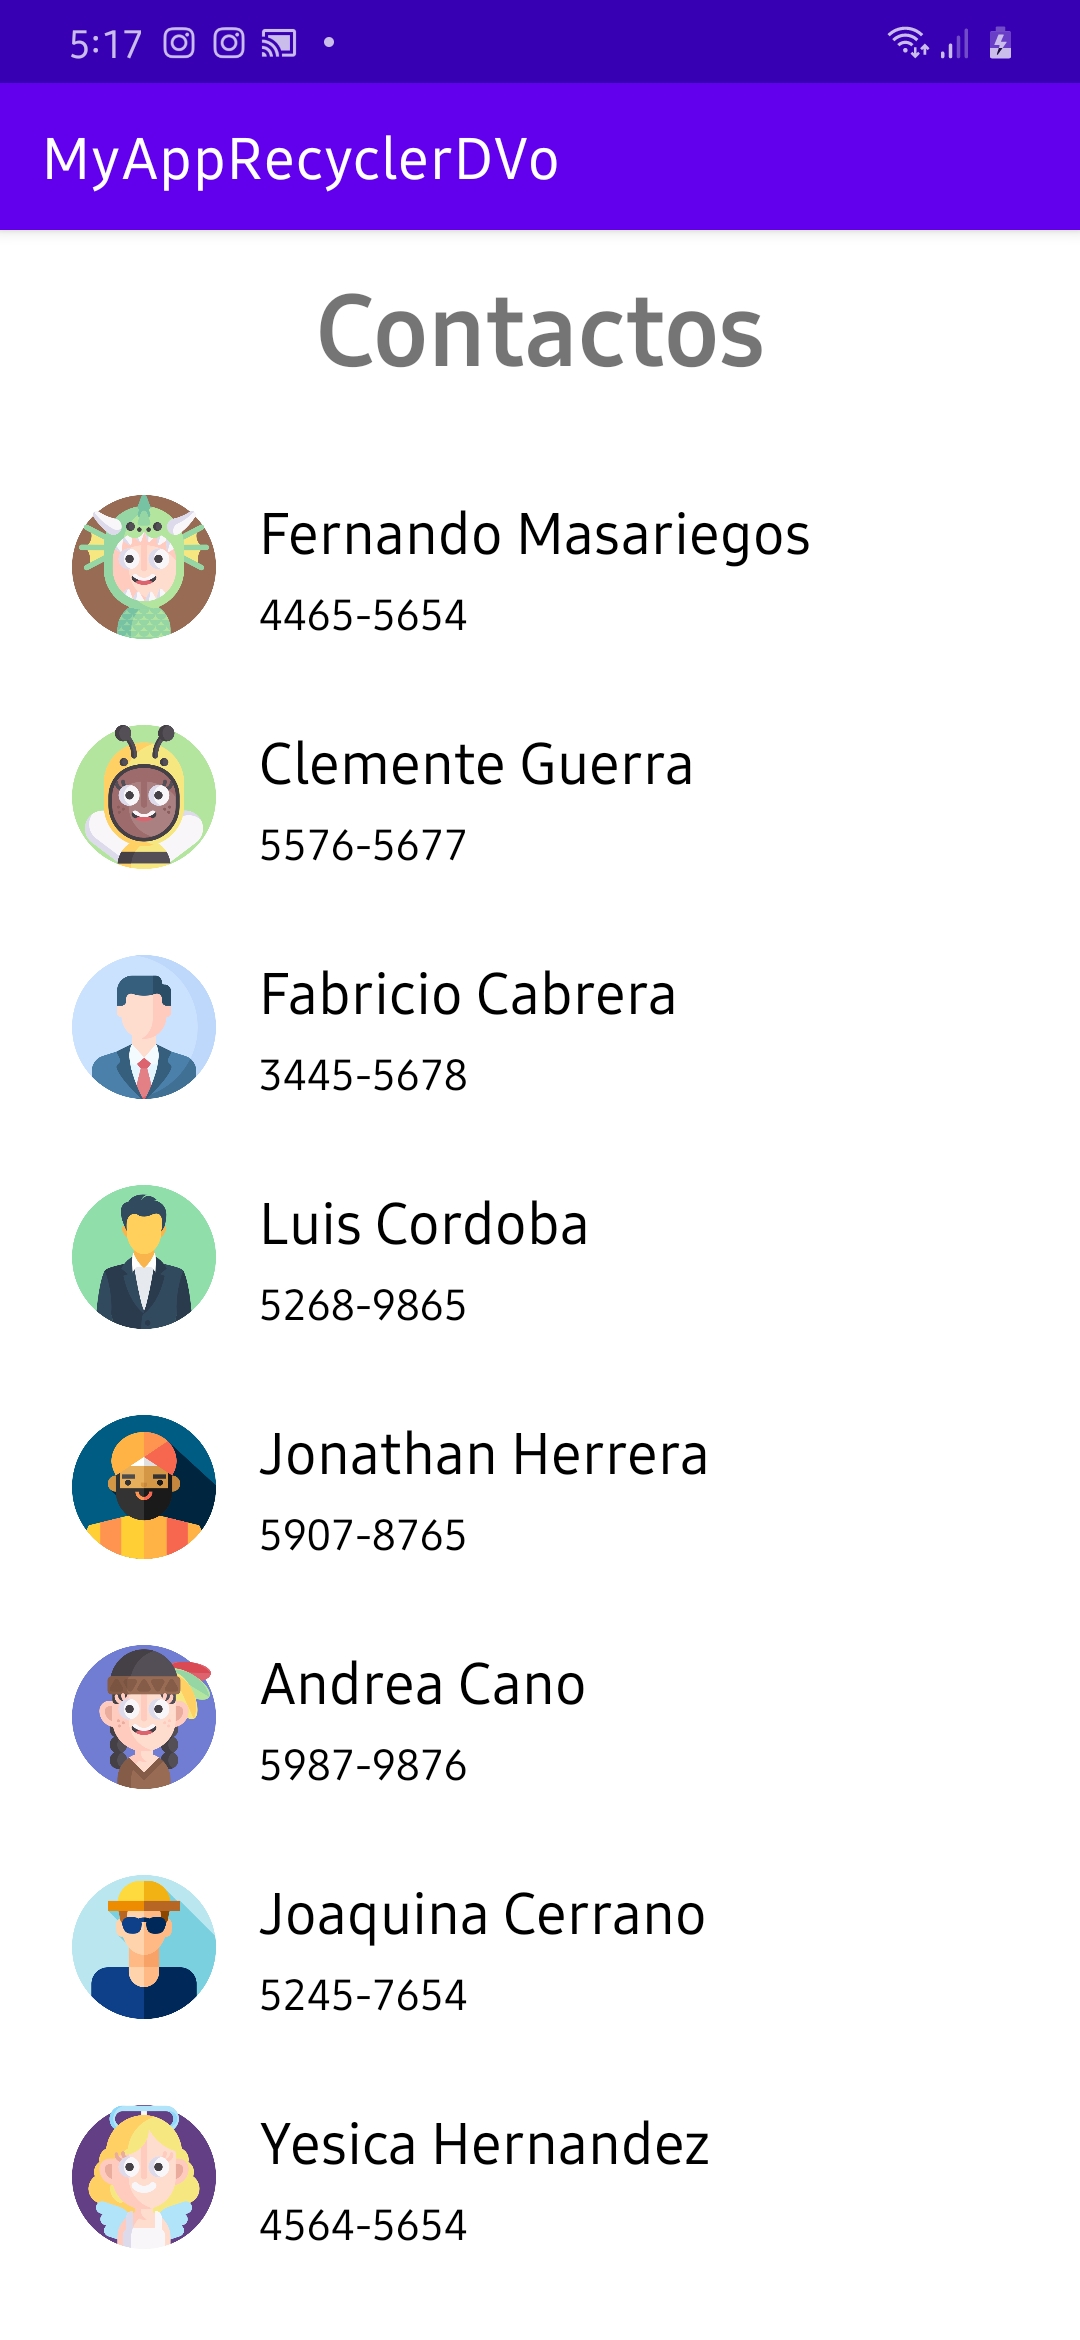 5:17
MyAppRecyclerDVo
Contactos
Fernando Masariegos
4465-5654
Clemente Guerra
5576-5677
Fabricio Cabrera
3445-5678
Luis Cordoba
5268-9865
Jonathan Herrera
5907-8765
Andrea Cano
5987-9876
Joaquina Cerrano
5245-7654
Yesica Hernandez
4564-5654